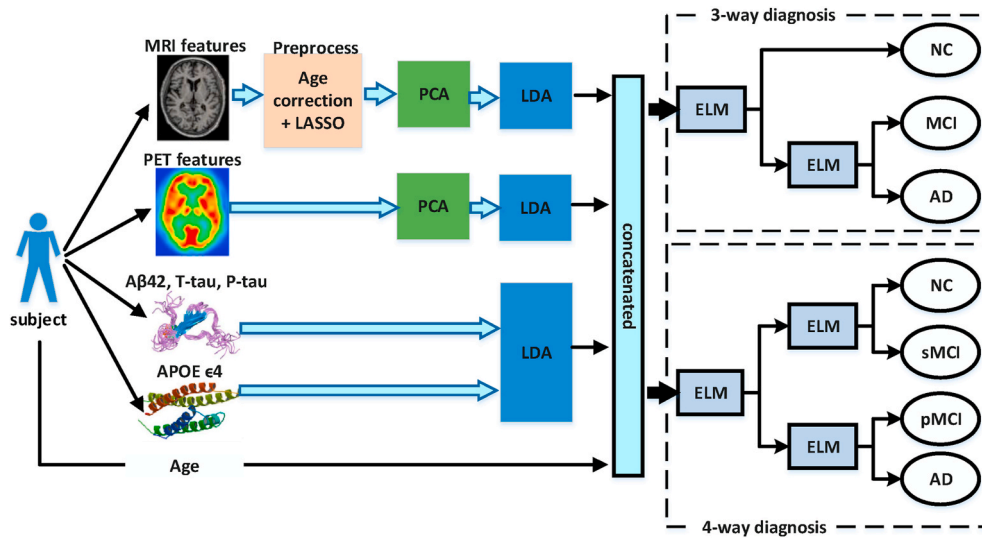 3-way diagnosis
MRI features
Preprocess
Age
correction
+ LASSO
PCA
LDA
ELM
NC
ELM
MCI
AD
PET features
PCA
LDA
concatenated
subject
Aβ42, T-tau, P-tau
APOE ϵ4
LDA
Age
ELM
ELM
NC
sMCI
ELM
pMCI
AD
4-way diagnosis